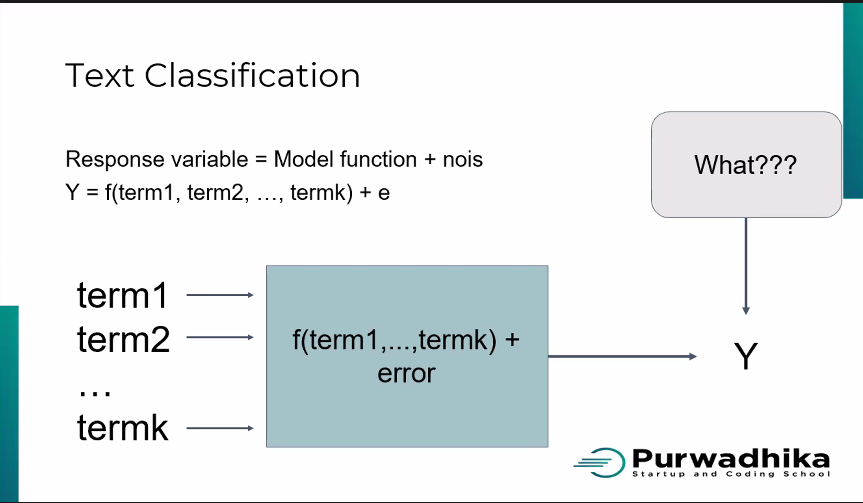 Text Classification
Response variable = Model function + nois
Y = f(term1, term2, …, termk) + e
What???
term1
term2
…
termk
f(term1,...,termk) +
error
Y
Purwadhika
Startup and Coding School